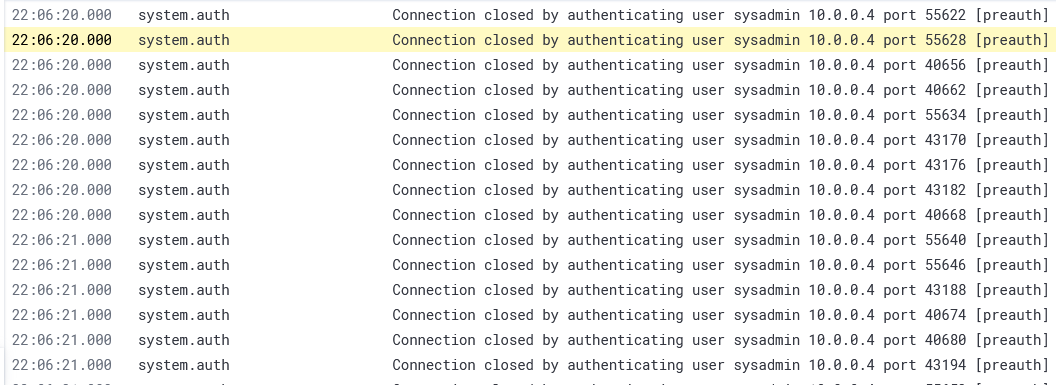 22:06:20.000 system.auth Connection closed by authenticating user sysadmin 10.0.0.4 port 55622 [preauth]
22:06:20.000 system.auth Connection closed by authenticating user sysadmin 10.0.0.4 port 55628 [preauth]
22:06:20.000 system.auth Connection closed by authenticating user sysadmin 10.0.0.4 port 40656 [preauth]
22:06:20.000 system.auth Connection closed by authenticating user sysadmin 10.0.0.4 port 40662 [preauth]
22:06:20.000 system.auth Connection closed by authenticating user sysadmin 10.0.0.4 port 55634 [preauth]
22:06:20.000 system.auth Connection closed by authenticating user sysadmin 10.0.0.4 port 43170 [preauth]
22:06:20.000 system.auth Connection closed by authenticating user sysadmin 10.0.0.4 port 43176 [preauth]
22:06:20.000 system.auth Connection closed by authenticating user sysadmin 10.0.0.4 port 43182 [preauth]
22:06:20.000 system.auth Connection closed by authenticating user sysadmin 10.0.0.4 port 40668 [preauth]
22:06:21.000 system.auth Connection closed by authenticating user sysadmin 10.0.0.4 port 55640 [preauth]
22:06:21.000 system.auth Connection closed by authenticating user sysadmin 10.0.0.4 port 55646 [preauth]
22:06:21.000 system.auth Connection closed by authenticating user sysadmin 10.0.0.4 port 43188 [preauth]
22:06:21.000 system.auth Connection closed by authenticating user sysadmin 10.0.0.4 port 40674 [preauth]
22:06:21.000 system.auth Connection closed by authenticating user sysadmin 10.0.0.4 port 40680 [preauth]
22:06:21.000 system.auth Connection closed by authenticating user sysadmin 10.0.0.4 port 43194 [preauth]